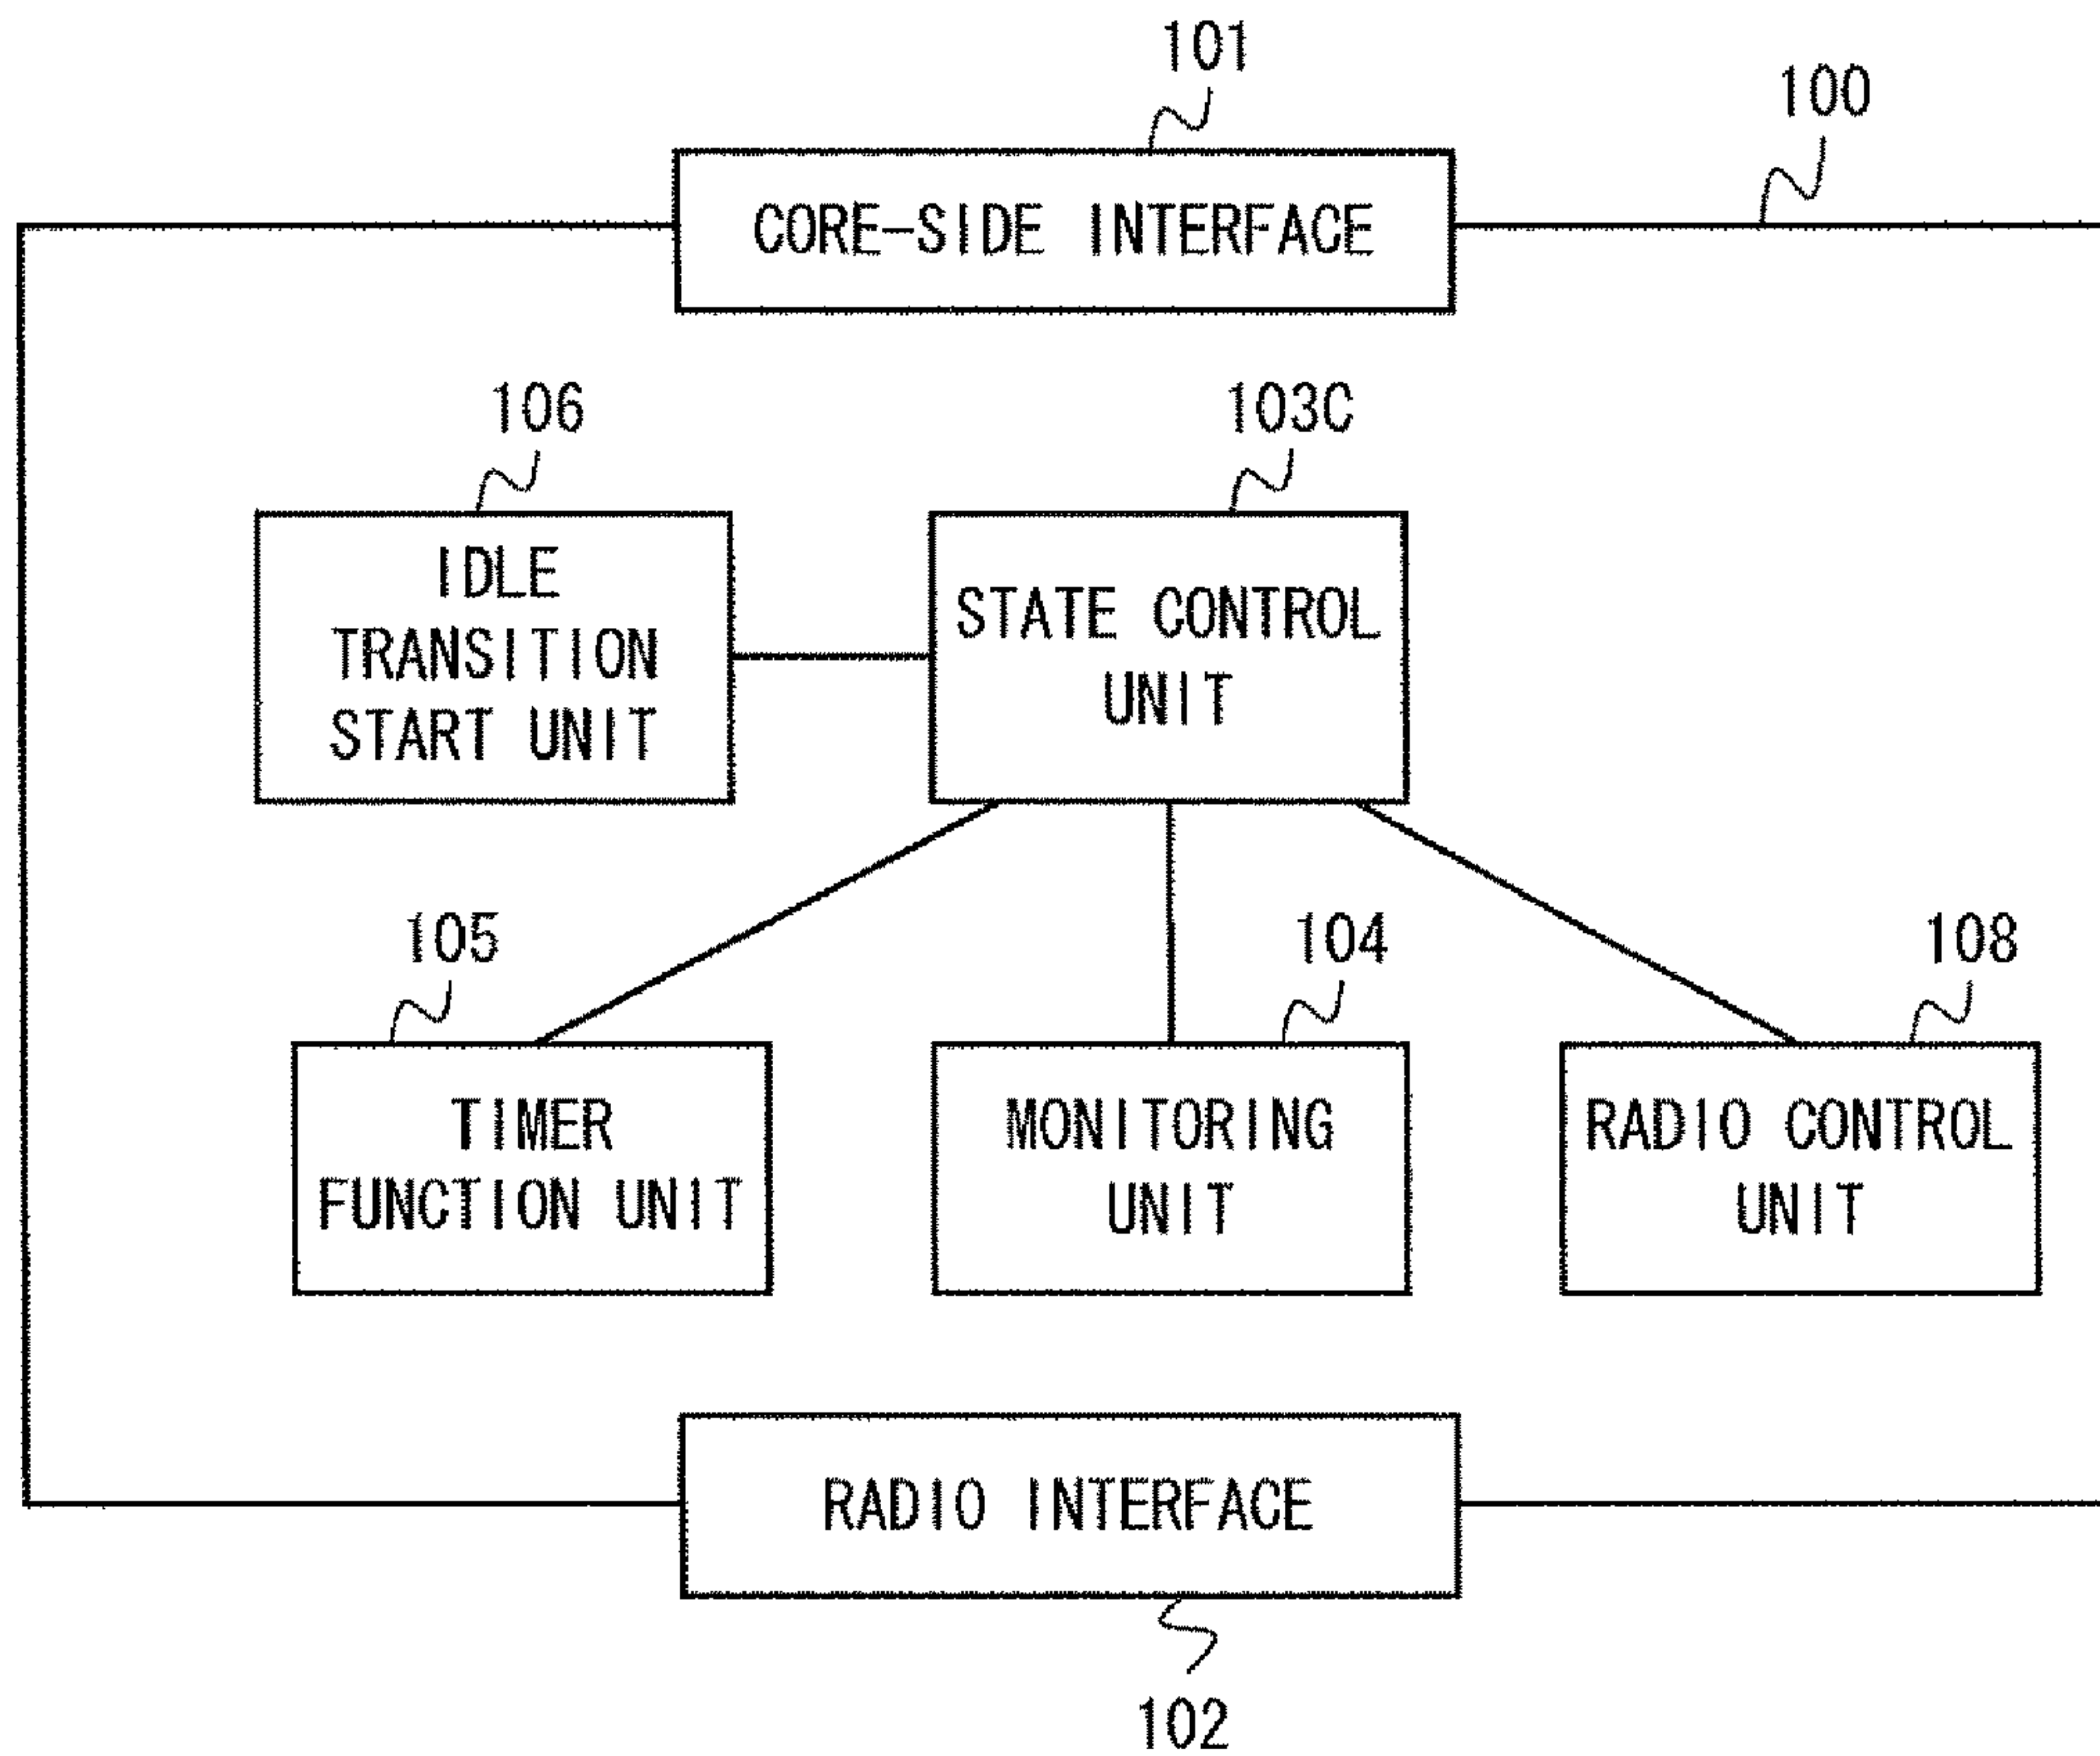 101
100
CORE-SIDE INTERFACE
106
103C
IDLE
TRANSITION
START UNIT
STATE CONTROL
UNIT
105
104
108
TIMER
FUNCTION UNIT
MONITORING
UNIT
RADIO CONTROL
UNIT
RADIO INTERFACE
102